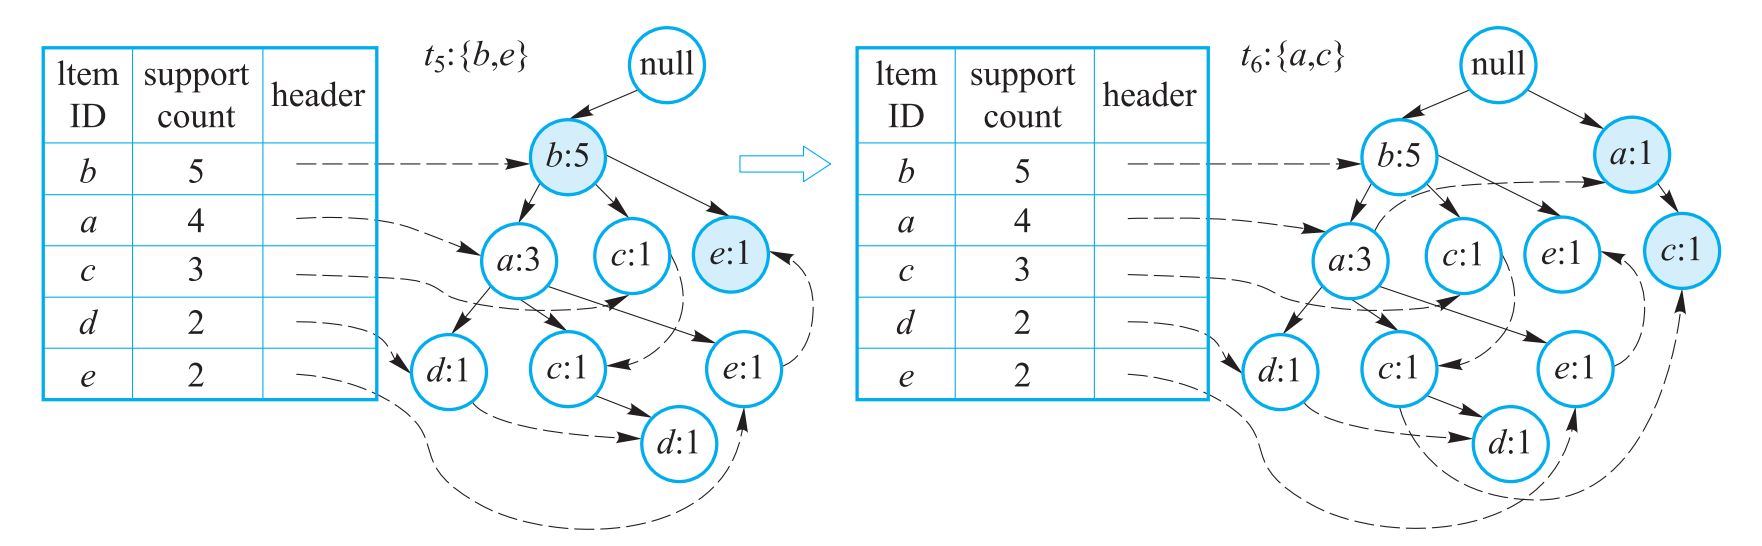 ltem ID support count header
b 5
a 4
c 3
d 2
e 2
t5:{b,e}
null
b:5
a:3 c:1 e:1
d:1 c:1 e:1
d:1
ltem ID support count header
b 5
a 4
c 3
d 2
e 2
t6:{a,c}
null
b:5 a:1
a:3 c:1 e:1 c:1
d:1 c:1 e:1
d:1